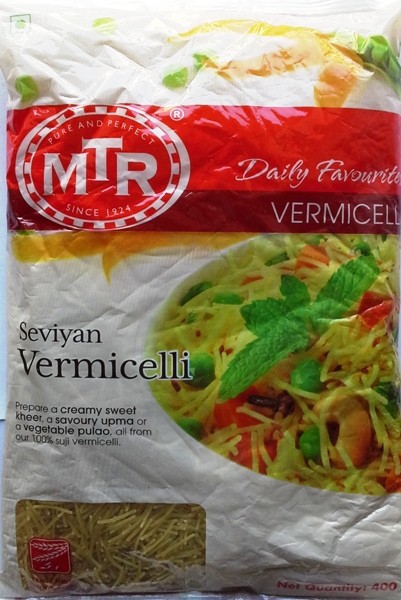 PURE AND PERFECT
MTR
®
SINCE 1924
Daily Favourite
VERMICELL
Seviyan
Vermicelli
Prepare a creamy sweet
kheer, a savoury upma or
a vegetable pulao, all from
our 100% suji vermicelli.
Net Quantity: 400